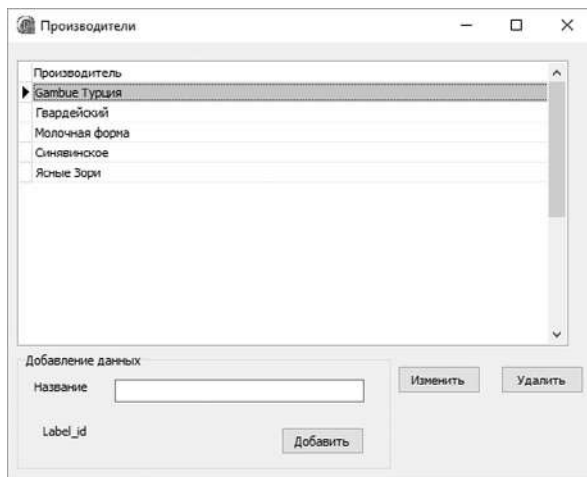 Производители
Производитель
Gambue Турция
Гвардейский
Молочная форма
Синявинское
Ясные Зори
Добавление данных
Название
Изменить Удалить
Label_id
Добавить